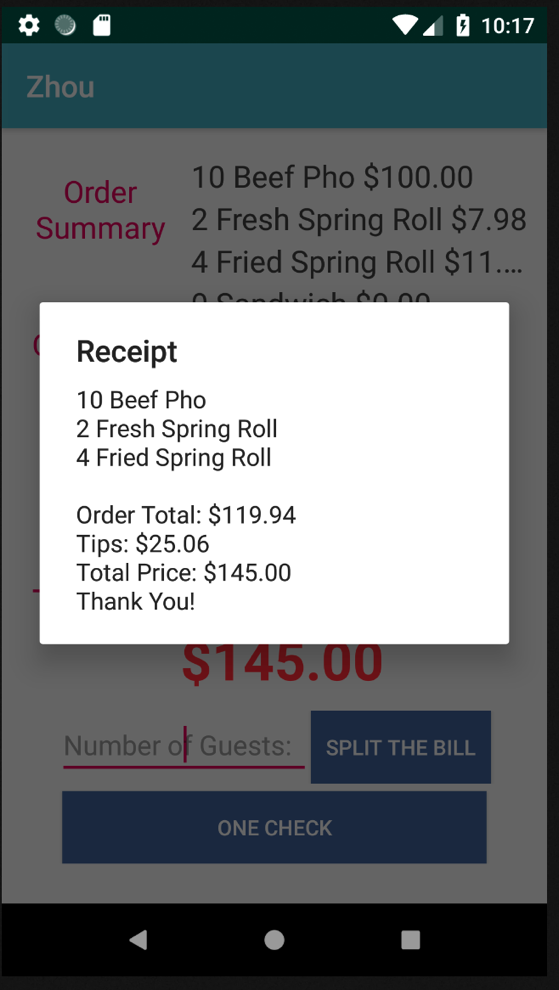 10:17
Zhou
Order
Summary
10 Beef Pho $100.00
2 Fresh Spring Roll $7.98
4 Fried Spring Roll $11....
0 Sandwich $0.00
Receipt
10 Beef Pho
2 Fresh Spring Roll
4 Fried Spring Roll
Order Total: $119.94
Tips: $25.06
Total Price: $145.00
Thank You!
$145.00
Number of Guests:
SPLIT THE BILL
ONE CHECK